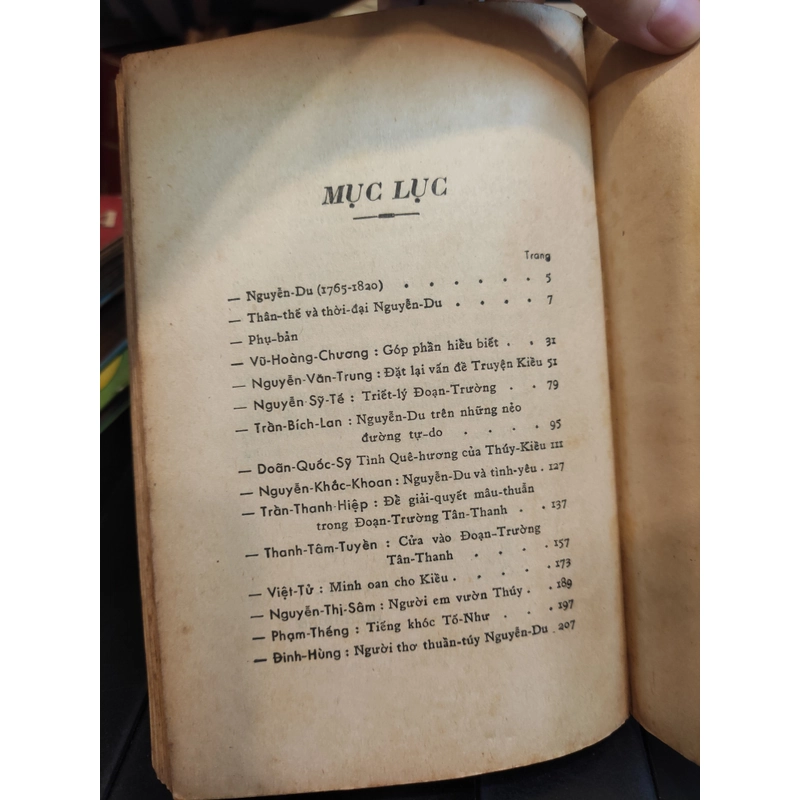 MỤC LỤC
Trang
— Nguyễn-Du (1765-1820) . . . . . . 5
— Thân-thế và thời-đại Nguyễn-Du . . . . 7
— Phụ-bản
— Vũ-Hoàng-Chương : Góp phần hiểu biết . . 31
— Nguyễn-Văn-Trung : Đặt lại vấn đề Truyện Kiều 51
— Nguyễn Sỹ-Tế : Triết-lý Đoạn-Trường . . 79
— Trần-Bích-Lan : Nguyễn-Du trên những nẻo
đường tự-do . . . . 95
— Doãn-Quốc-Sỹ Tình Quê-hương của Thúy-Kiều 111
— Nguyễn-Khắc-Khoan : Nguyễn-Du và tình-yêu . 127
— Trần-Thanh-Hiệp : Để giải-quyết mâu-thuẫn
trong Đoạn-Trường Tân-Thanh . . 137
— Thanh-Tâm-Tuyền : Cửa vào Đoạn-Trường
Tân-Thanh . . . . 157
— Việt-Tử : Minh oan cho Kiều . . . . . 173
— Nguyễn-Thị-Sâm : Người em vườn Thúy . . 189
— Phạm-Thếng : Tiếng khóc Tố-Như . . . 197
— Đinh-Hùng : Người thơ thuần-túy Nguyễn-Du . 207